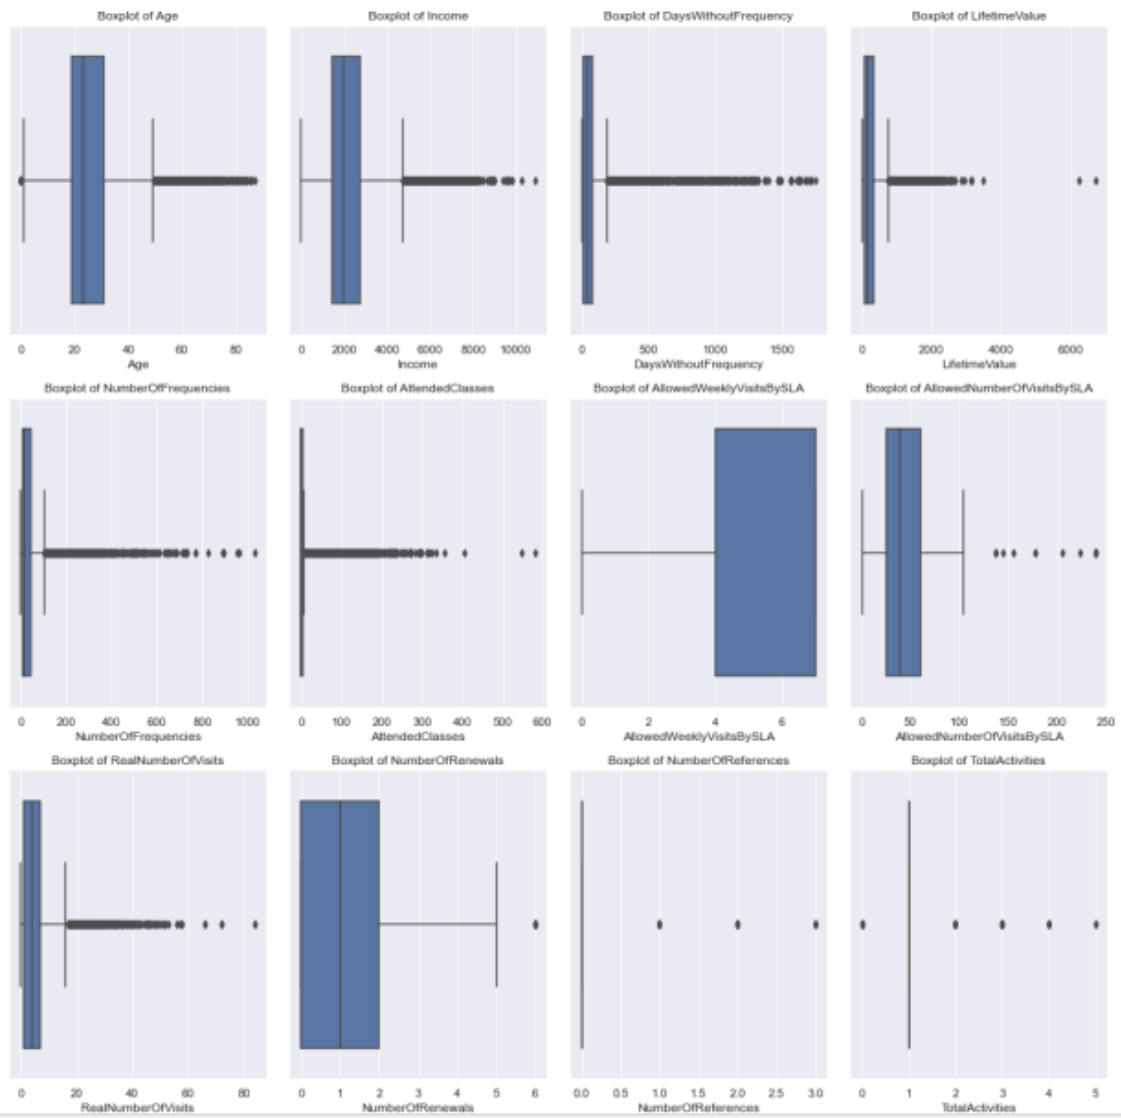 Boxplot of Age Boxplot of Income Boxplot of DaysWithoutFrequency Boxplot of LifetimeValue
0 20 40 60 80 0 2000 4000 6000 8000 10000 0 500 1000 1500 0 2000 4000 6000
Age Income DaysWithoutFrequency LifetimeValue
Boxplot of NumberOfFrequencies Boxplot of AttendedClasses Boxplot of AllowedWeeklyVisitsBySLA Boxplot of AllowedNumberOfVisitsBySLA
0 200 400 600 800 1000 0 100 200 300 400 500 600 0 2 4 6 0 50 100 150 200 250
NumberOfFrequencies AttendedClasses AllowedWeeklyVisitsBySLA AllowedNumberOfVisitsBySLA
Boxplot of RealNumberOfVisits Boxplot of NumberOfRenewals Boxplot of NumberOfReferences Boxplot of TotalActivities
0 20 40 60 80 0 1 2 3 4 5 6 0.0 0.5 1.0 1.5 2.0 2.5 3.0 0 1 2 3 4 5
RealNumberOfVisits NumberOfRenewals NumberOfReferences TotalActivities